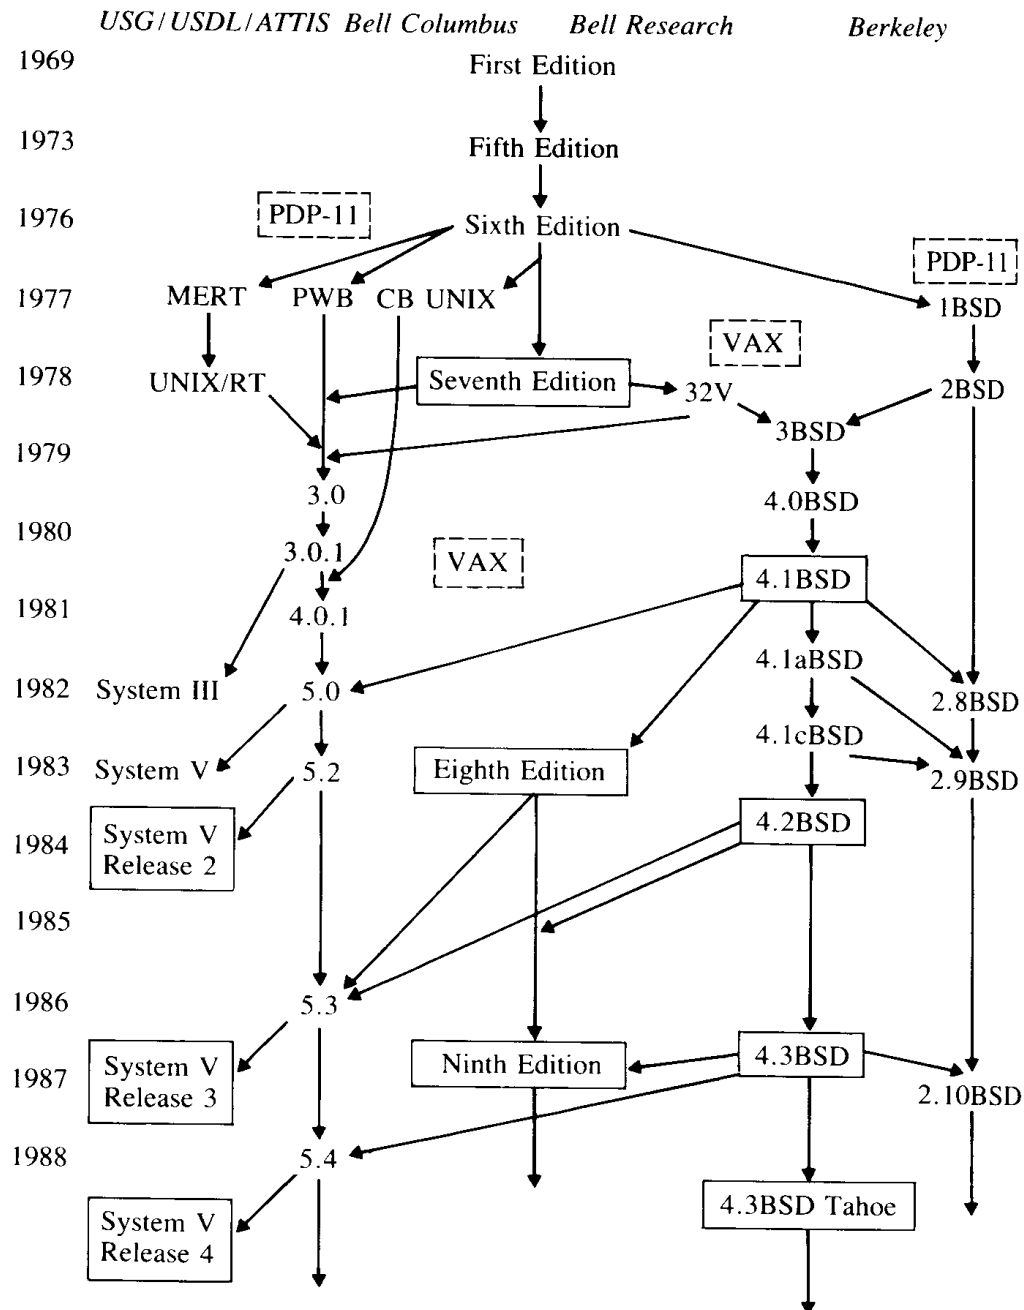 USG/USDL/ATTIS Bell Columbus Bell Research Berkeley
1969 First Edition
1973 Fifth Edition
1976 PDP-11 Sixth Edition
PDP-11
1977 MERT PWB CB UNIX 1BSD
VAX
1978 UNIX/RT Seventh Edition 32V 2BSD
3BSD
1979
3.0 4.0BSD
1980
3.0.1 VAX 4.1BSD
1981 4.0.1
4.1aBSD
1982 System III 5.0 2.8BSD
4.1cBSD
1983 System V 5.2 Eighth Edition 2.9BSD
System V
1984 4.2BSD
Release 2
1985
1986 5.3
System V Ninth Edition 4.3BSD
1987
Release 3 2.10BSD
1988 5.4
System V 4.3BSD Tahoe
Release 4